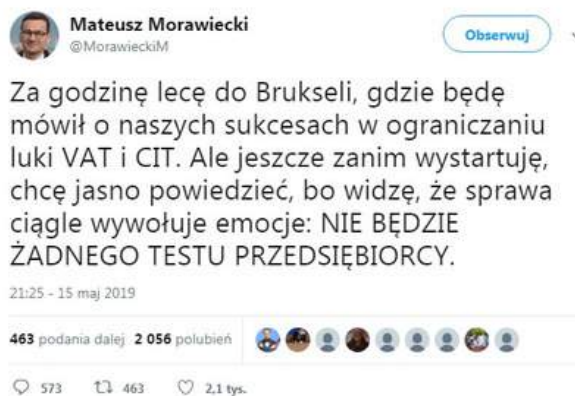 Mateusz Morawiecki
@MorawieckiM
Obserwuj
Za godzinę lecę do Brukseli, gdzie będę
mówił o naszych sukcesach w ograniczaniu
luki VAT i CIT. Ale jeszcze zanim wystartuję,
chcę jasno powiedzieć, bo widzę, że sprawa
ciągle wywołuje emocje: NIE BĘDZIE
ŻADNEGO TESTU PRZEDSIĘBIORCY.
21:25 - 15 maj 2019
463 podania dalej 2 056 polubień
573 463 2,1 tys.